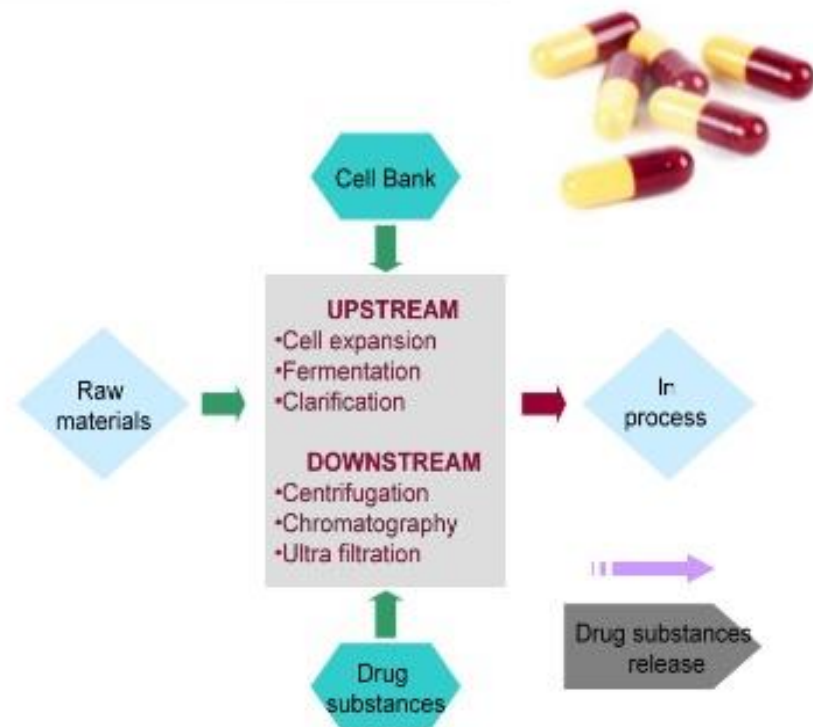 Cell Bank
UPSTREAM
•Cell expansion
•Fermentation
•Clarification
DOWNSTREAM
•Centrifugation
•Chromatography
•Ultra filtration
Raw
materials
In
process
Drug
substances
Drug substances
release